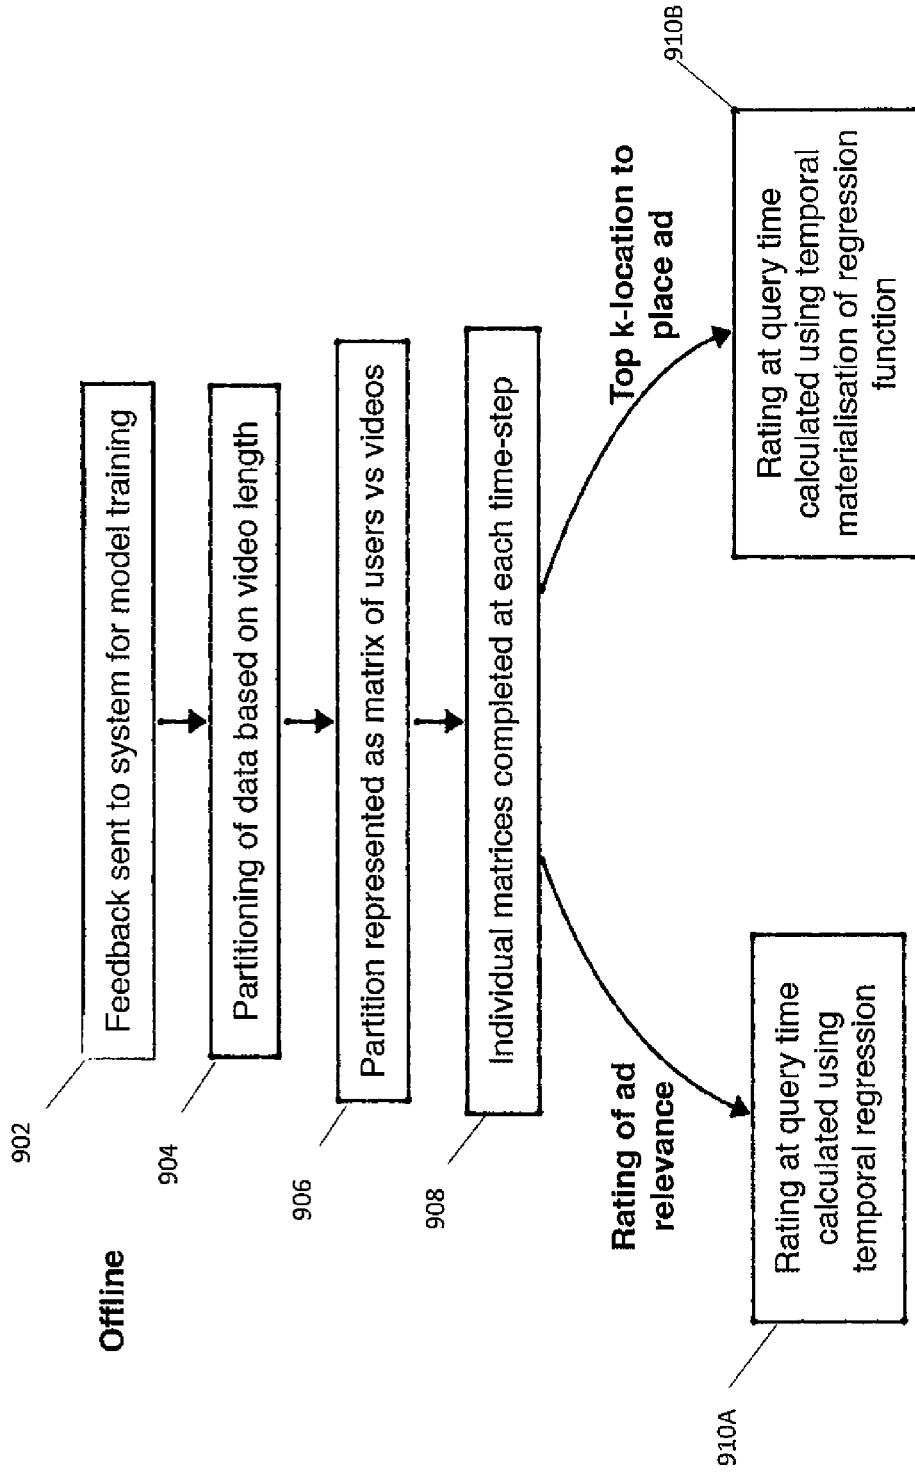 Offline
902
Feedback sent to system for model training
904
Partitioning of data based on video length
906
Partition represented as matrix of users vs videos
908
Individual matrices completed at each time-step
Rating of ad
relevance
Top k-location to
place ad
910A
Rating at query time
calculated using
temporal regression
910B
Rating at query time
calculated using temporal
materialisation of regression
function